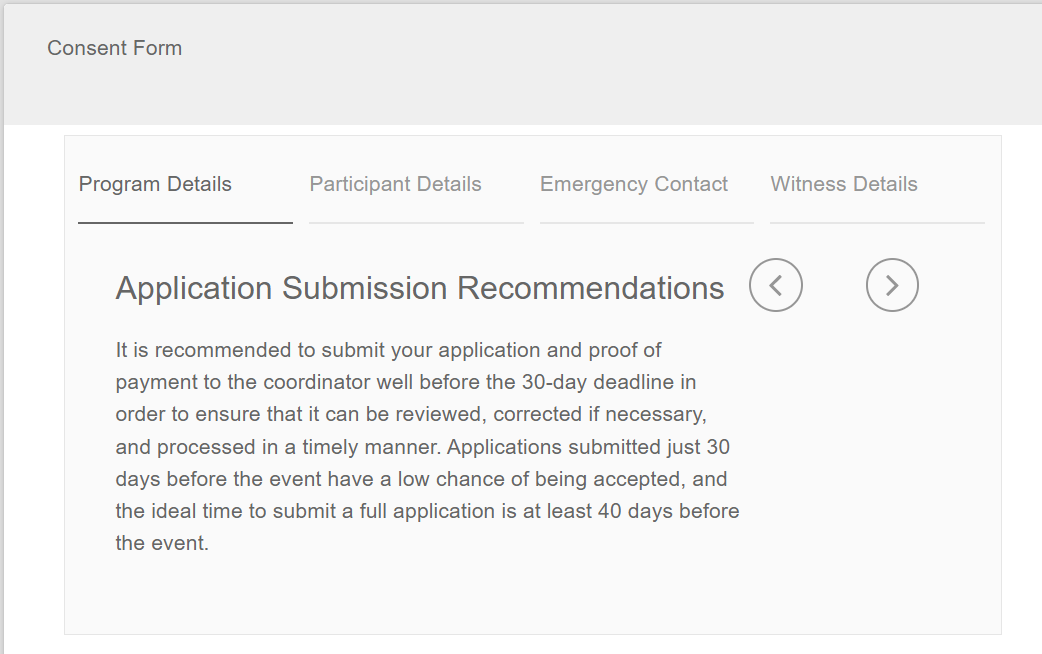 Consent Form
Program Details
Participant Details
Emergency Contact
Witness Details
Application Submission Recommendations
It is recommended to submit your application and proof of
payment to the coordinator well before the 30-day deadline in
order to ensure that it can be reviewed, corrected if necessary,
and processed in a timely manner. Applications submitted just 30
days before the event have a low chance of being accepted, and
the ideal time to submit a full application is at least 40 days before
the event.